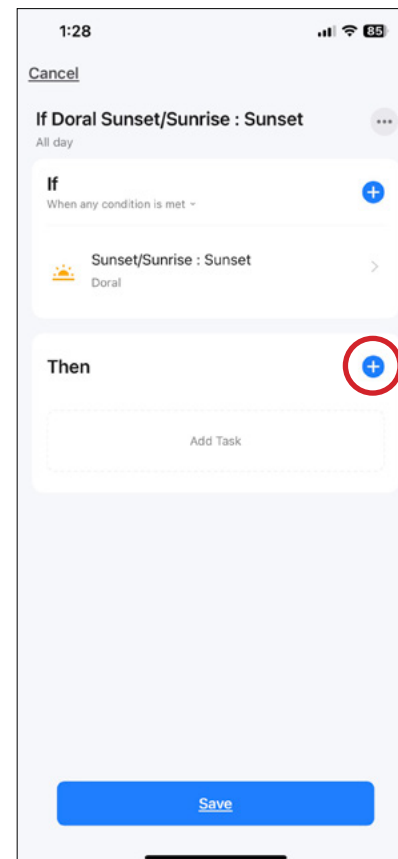 1:28
85
Cancel
If Doral Sunset/Sunrise : Sunset
All day
If
When any condition is met
Sunset/Sunrise : Sunset
Doral
Then
Add Task
Save